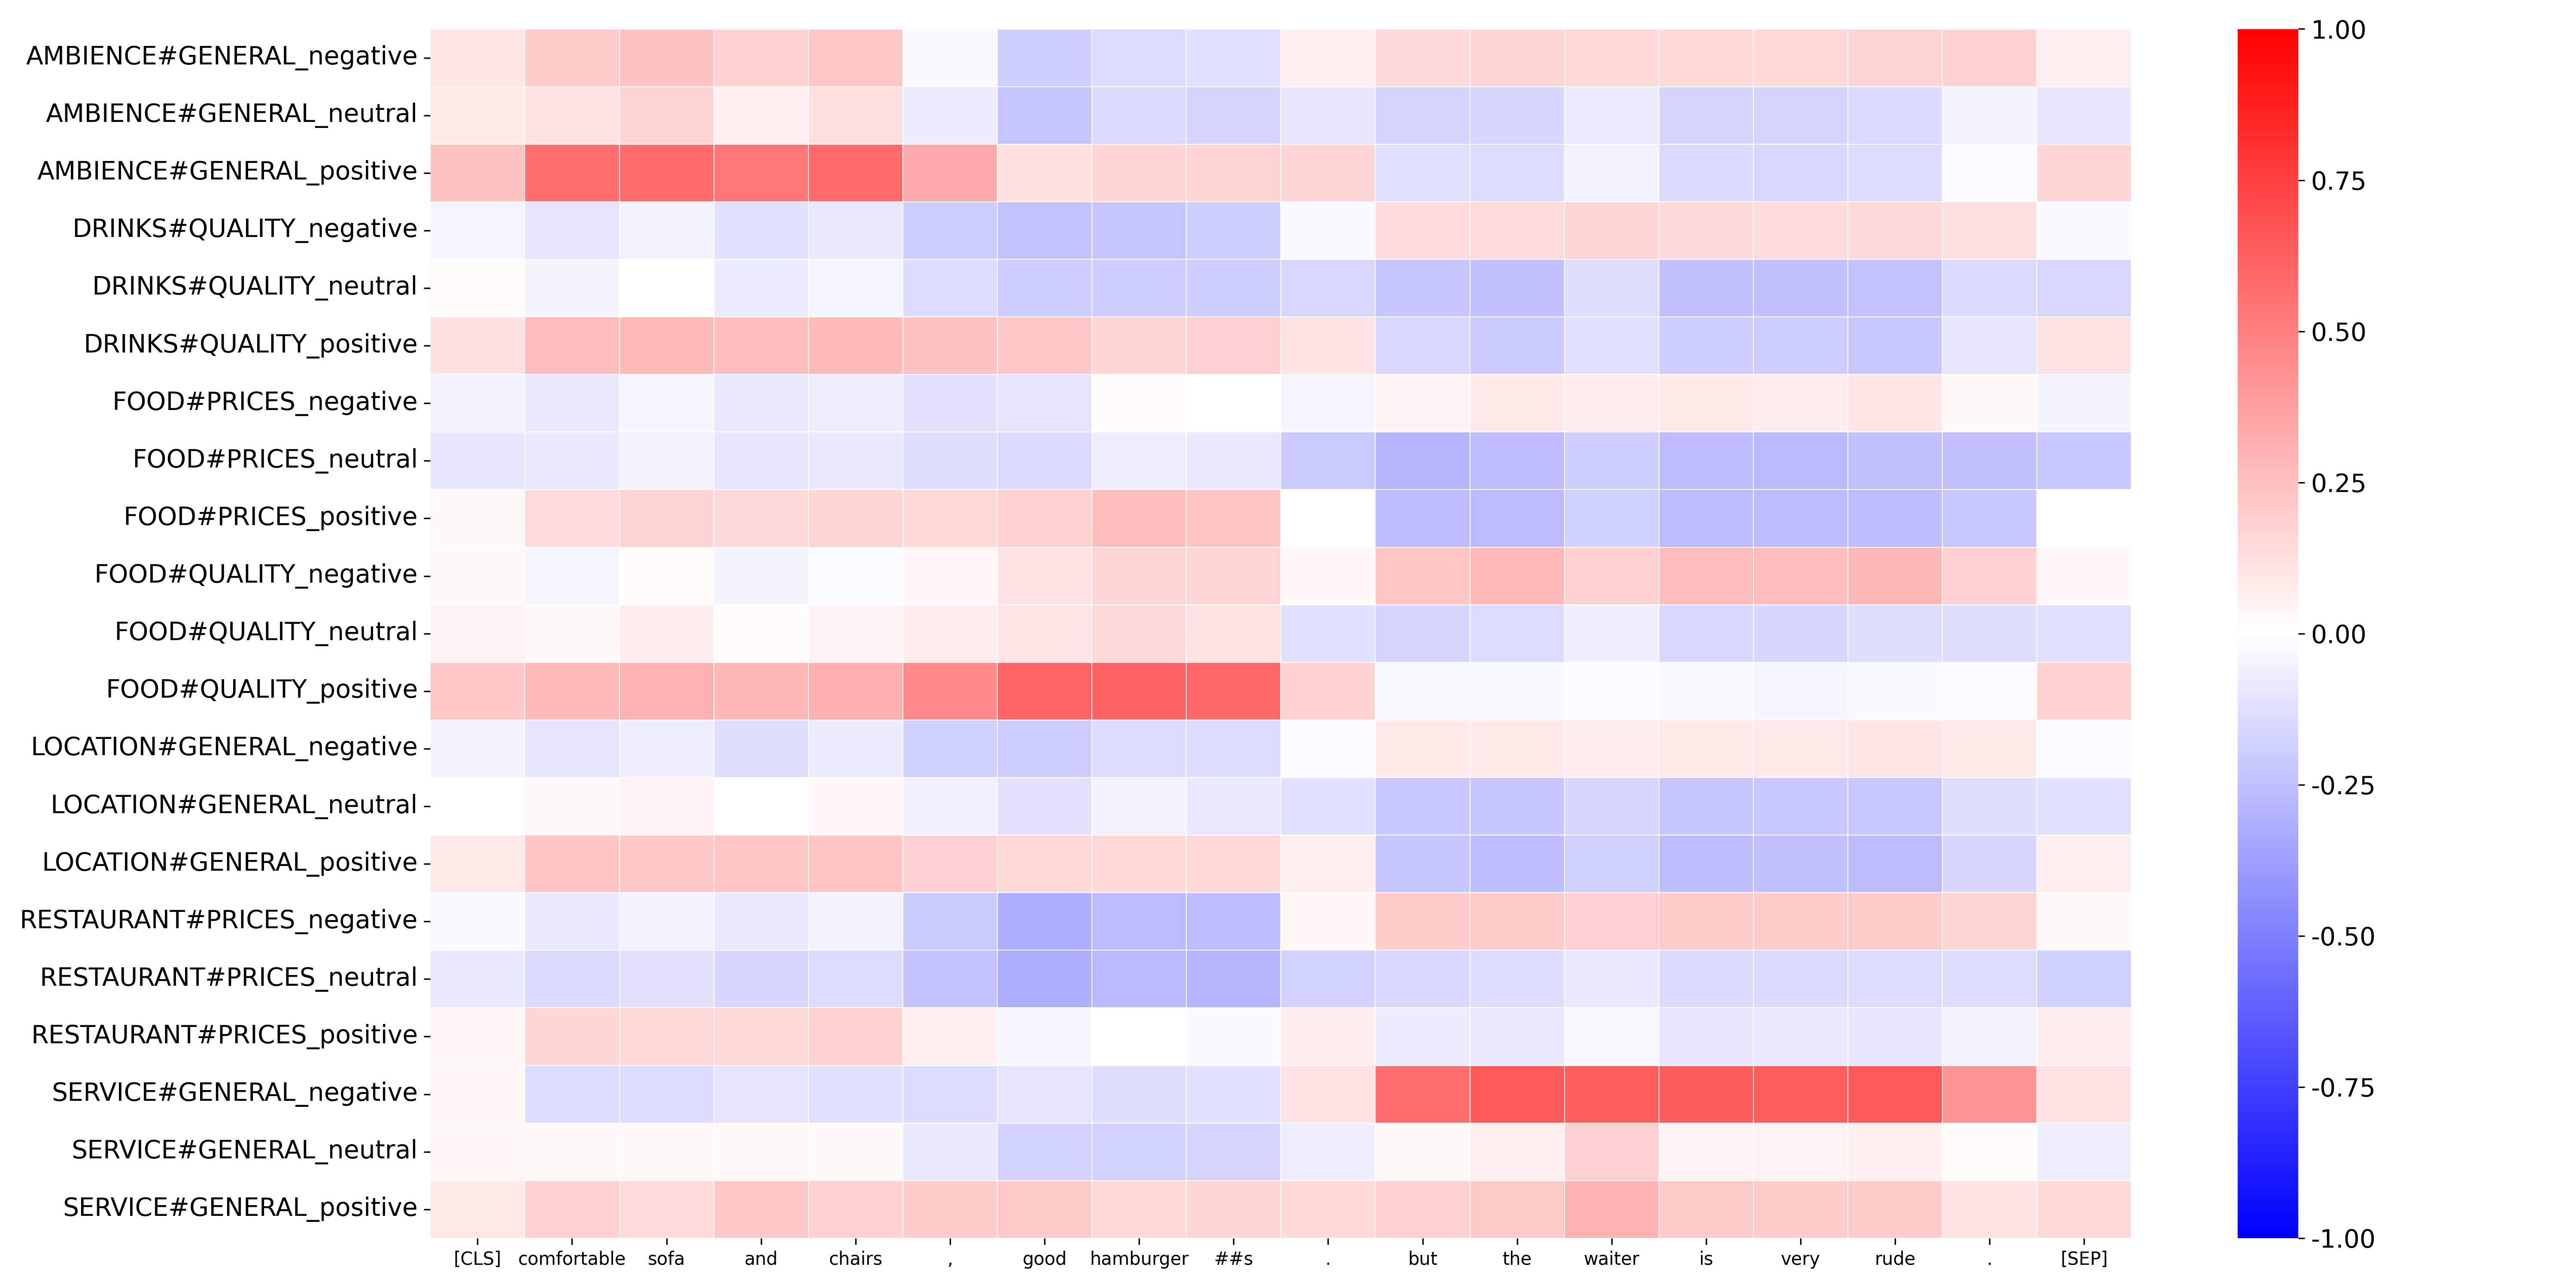 AMBIENCE#GENERAL_negative
AMBIENCE#GENERAL_neutral
AMBIENCE#GENERAL_positive
DRINKS#QUALITY_negative
DRINKS#QUALITY_neutral
DRINKS#QUALITY_positive
FOOD#PRICES_negative
FOOD#PRICES_neutral
FOOD#PRICES_positive
FOOD#QUALITY_negative
FOOD#QUALITY_neutral
FOOD#QUALITY_positive
LOCATION#GENERAL_negative
LOCATION#GENERAL_neutral
LOCATION#GENERAL_positive
RESTAURANT#PRICES_negative
RESTAURANT#PRICES_neutral
RESTAURANT#PRICES_positive
SERVICE#GENERAL_negative
SERVICE#GENERAL_neutral
SERVICE#GENERAL_positive
[CLS] comfortable sofa and chairs , good hamburger ##s . but the waiter is very rude . [SEP]
1.00
0.75
0.50
0.25
0.00
-0.25
-0.50
-0.75
-1.00